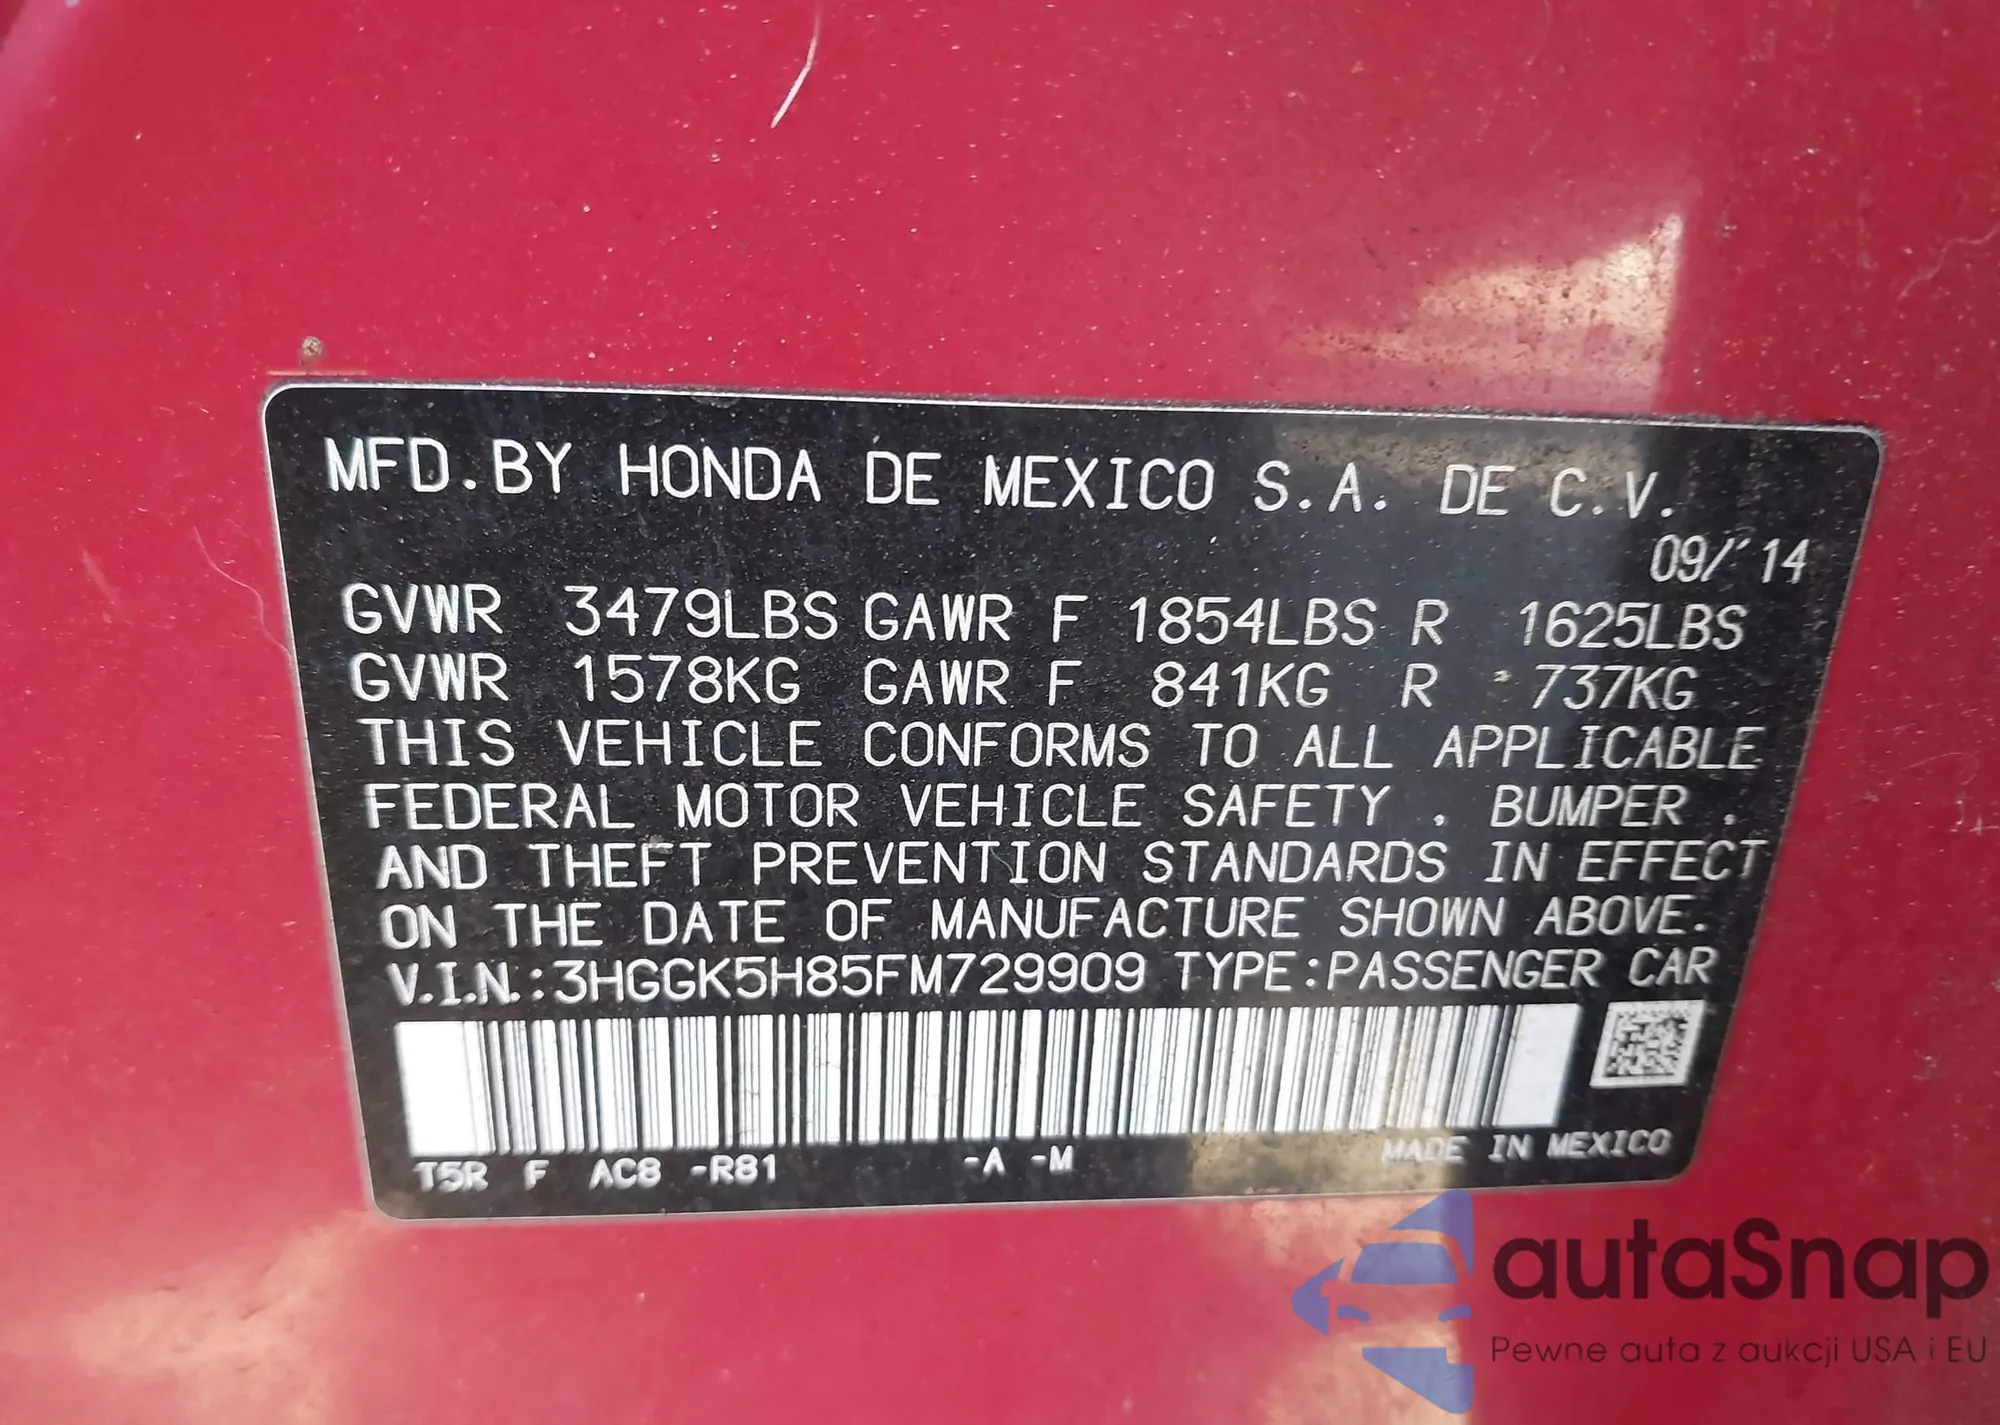 MFD.BY HONDA DE MEXICO S.A. DE C.V.
09/'14
GVWR 3479LBS GAWR F 1854LBS R 1625LBS
GVWR 1578KG GAWR F 841KG R 737KG
THIS VEHICLE CONFORMS TO ALL APPLICABLE
FEDERAL MOTOR VEHICLE SAFETY , BUMPER ,
AND THEFT PREVENTION STANDARDS IN EFFECT
ON THE DATE OF MANUFACTURE SHOWN ABOVE.
V.I.N.:3HGGK5H85FM729909 TYPE:PASSENGER CAR
T5R F AC8 -R81 -A -M MADE IN MEXICO
autaSnap
Pewne auta z aukcji USA i EU